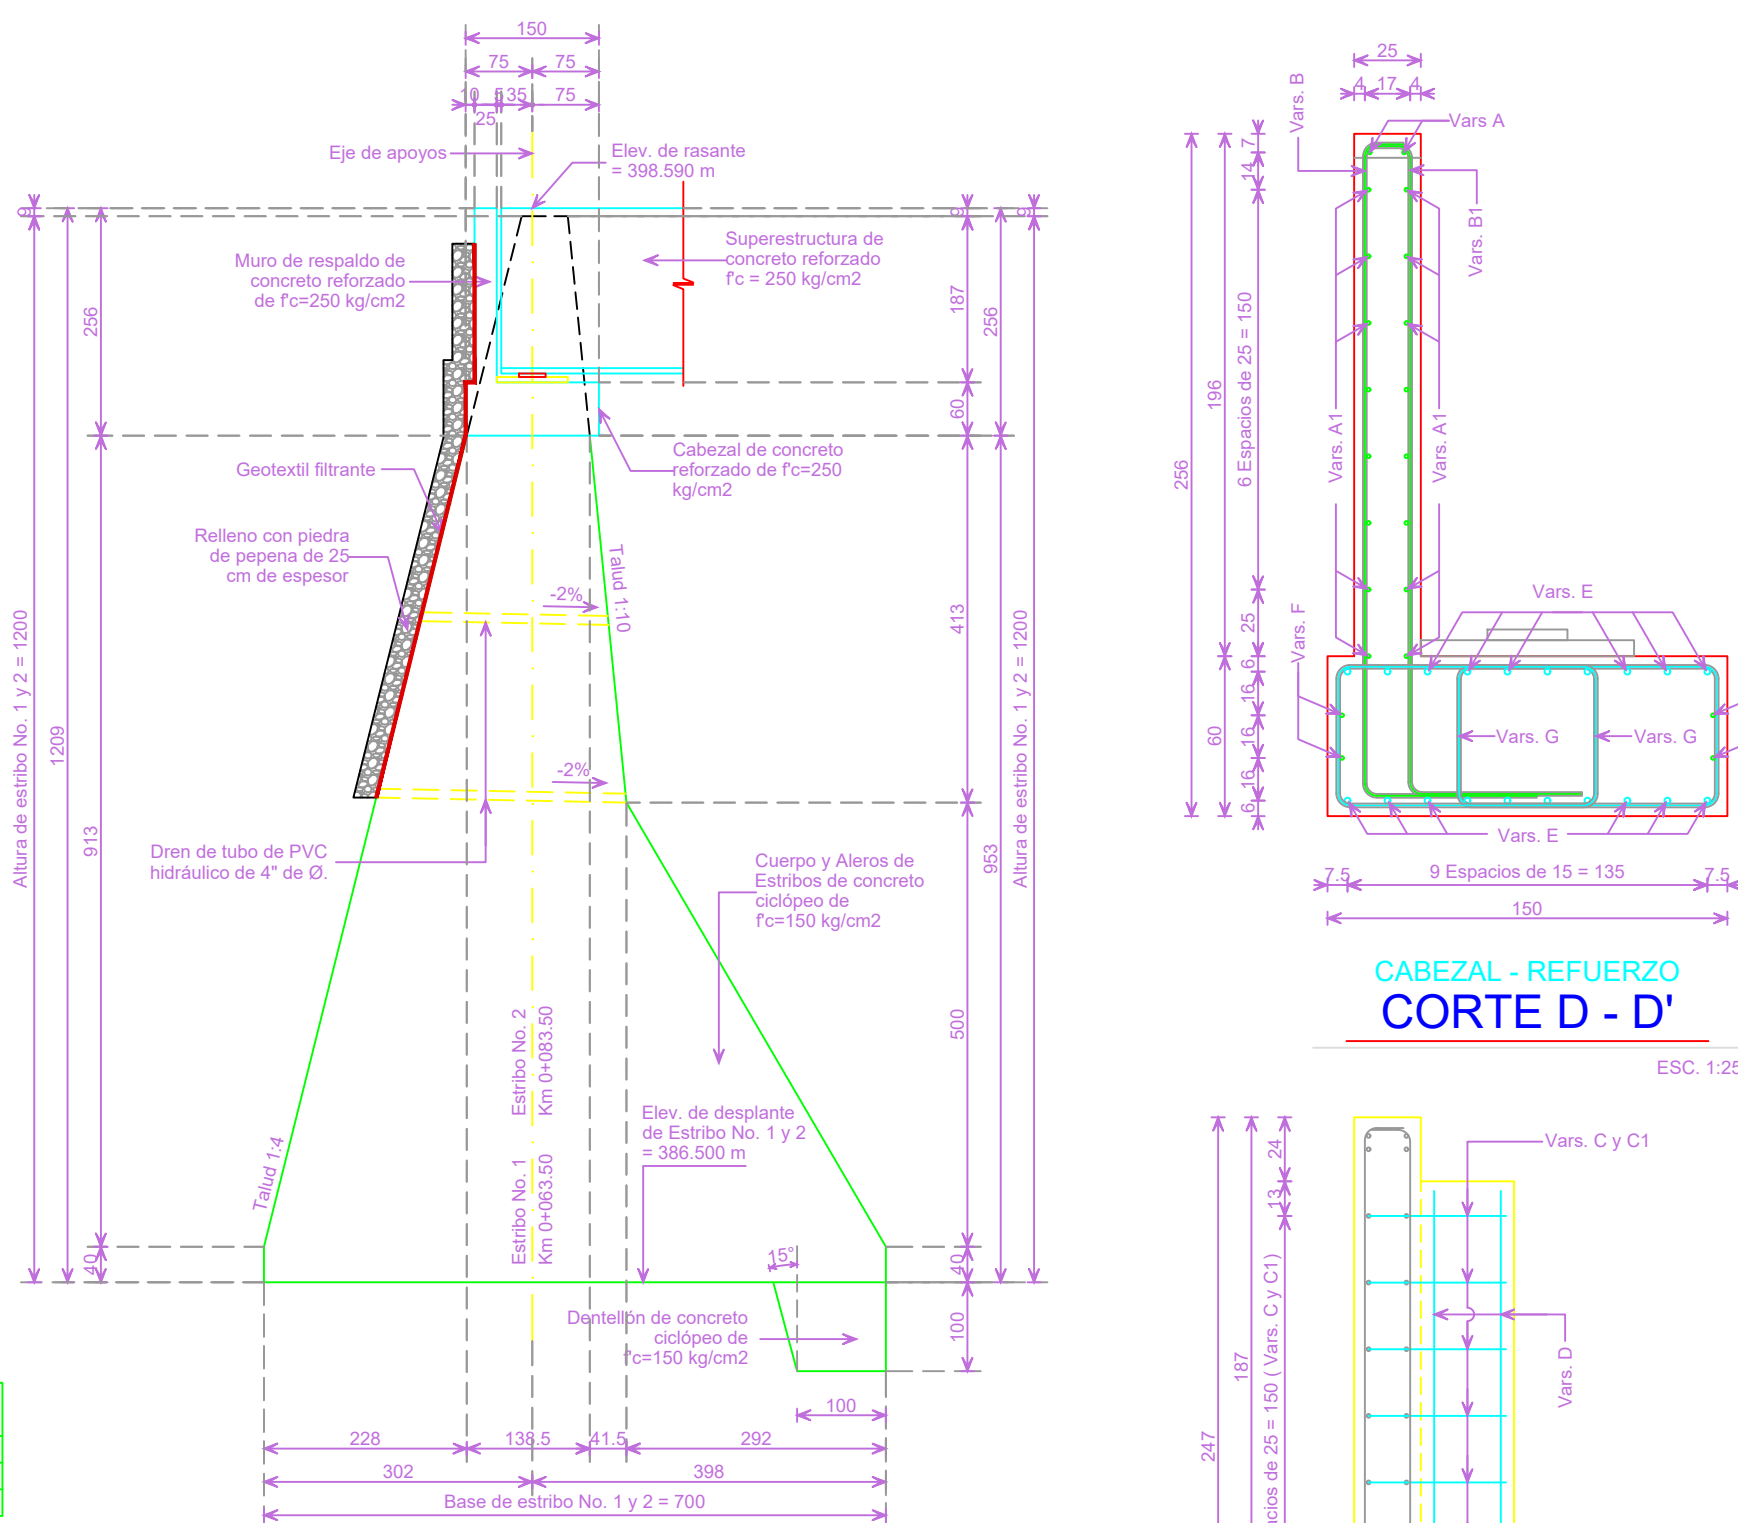 150
75
75
10
5
35
75
25
Eje de apoyos
Elev. de rasante
= 398.590 m
9
9
9
Muro de respaldo de
concreto reforzado
de f'c=250 kg/cm2
Superestructura de
concreto reforzado
f'c = 250 kg/cm2
256
187
256
60
Geotextil filtrante
Cabezal de concreto
reforzado de f'c=250
kg/cm2
Relleno con piedra
de pepena de 25
cm de espesor
Talud 1:10
-2%
-2%
413
Altura de estribo No. 1 y 2 = 1200
1209
913
953
Altura de estribo No. 1 y 2 = 1200
Dren de tubo de PVC
hidráulico de 4" de Ø.
Cuerpo y Aleros de
Estribos de concreto
ciclópeo de
f'c=150 kg/cm2
500
Estribo No. 2
Km 0+083.50
Elev. de desplante
de Estribo No. 1 y 2
= 386.500 m
Estribo No. 1
Km 0+063.50
Talud 1:4
40
40
15°
Dentellón de concreto
ciclópeo de
f'c=150 kg/cm2
100
100
228
138.5
41.5
292
302
398
Base de estribo No. 1 y 2 = 700
25
4
17
4
Vars. B
Vars A
7
14
Vars. B1
6 Espacios de 25 = 150
196
256
Vars. A1
Vars. A1
25
Vars. E
Vars. F
6
16
16
16
6
60
Vars. G
Vars. G
Vars. E
7.5
9 Espacios de 15 = 135
7.5
150
CABEZAL - REFUERZO
CORTE D - D'
ESC. 1:25
24
13
Vars. C y C1
187
247
acios de 25 = 150 ( Vars. C y C1)
Vars. D